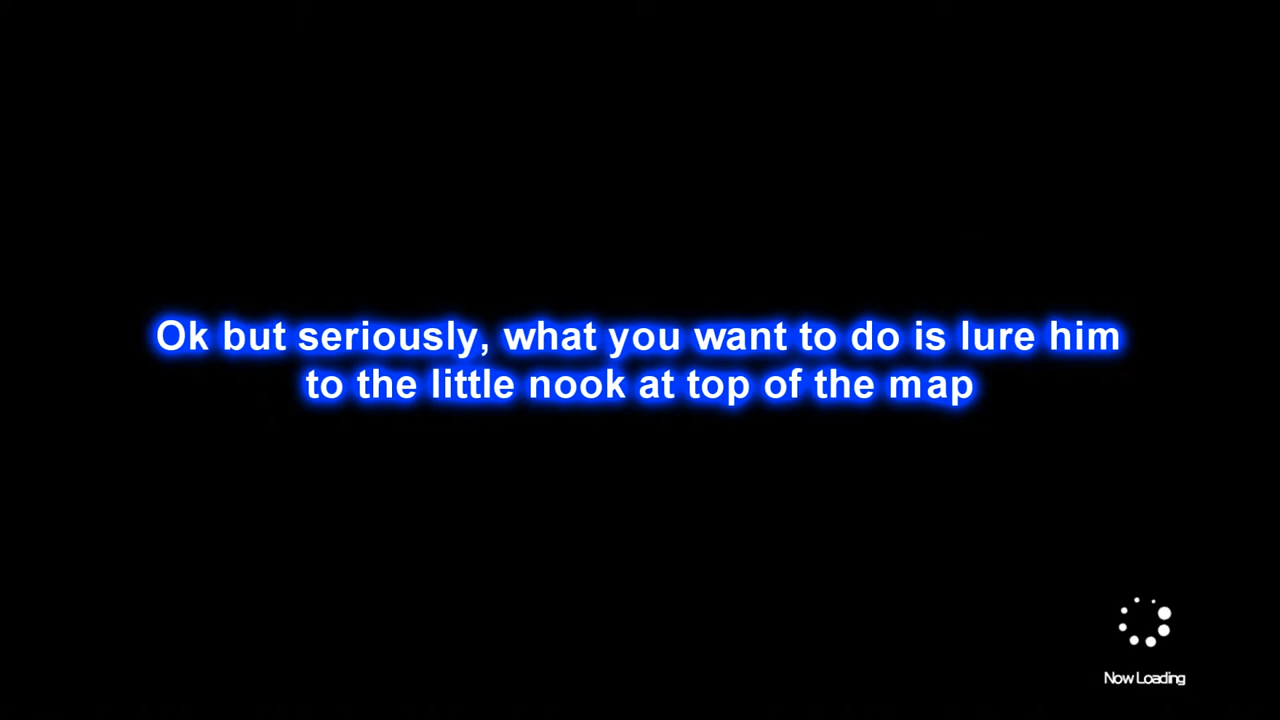 Ok but seriously, what you want to do is lure him
to the little nook at top of the map
Now Loading